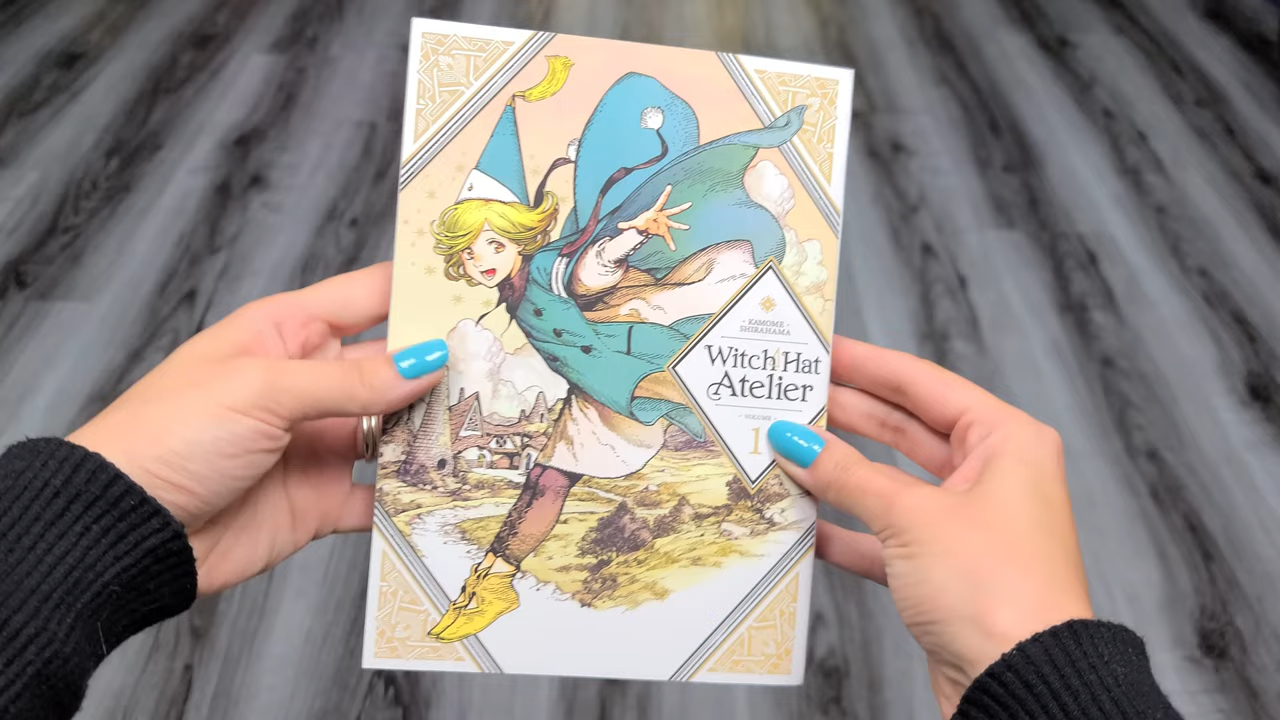 - KAMOME -
SHIRAHAMA
Witch Hat
Atelier
- VOLUME -
1